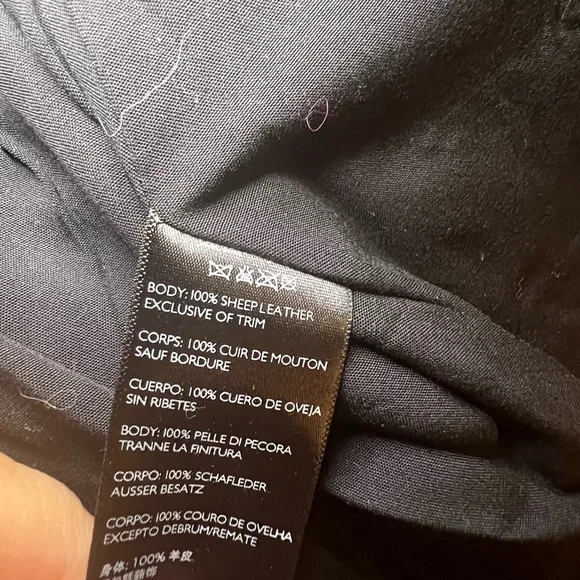 BODY: 100% SHEEP LEATHER
EXCLUSIVE OF TRIM
CORPS: 100% CUIR DE MOUTON
SAUF BORDURE
CUERPO: 100% CUERO DE OVEJA
SIN RIBETES
BODY: 100% PELLE DI PECORA
TRANNE LA FINITURA
CORPO: 100% SCHAFLEDER
AUSSER BESATZ
CORPO: 100% COURO DE OVELHA
EXCEPTO DEBRUM/REMATE
身体: 100% 羊皮